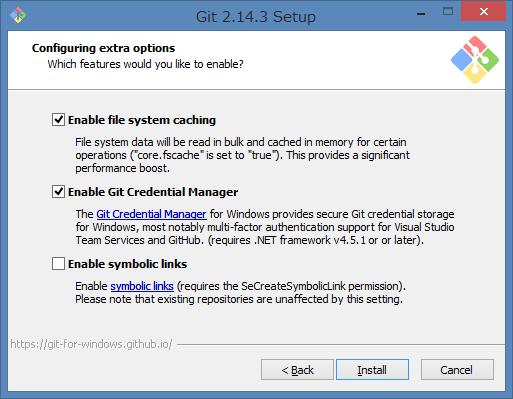 Git 2.14.3 Setup
Configuring extra options
Which features would you like to enable?
Enable file system caching
File system data will be read in bulk and cached in memory for certain
operations ("core.fscache" is set to "true"). This provides a significant
performance boost.
Enable Git Credential Manager
The Git Credential Manager for Windows provides secure Git credential storage
for Windows, most notably multi-factor authentication support for Visual Studio
Team Services and GitHub. (requires .NET framework v4.5.1 or or later).
Enable symbolic links
Enable symbolic links (requires the SeCreateSymbolicLink permission).
Please note that existing repositories are unaffected by this setting.
https://git-for-windows.github.io/
< Back
Install
Cancel